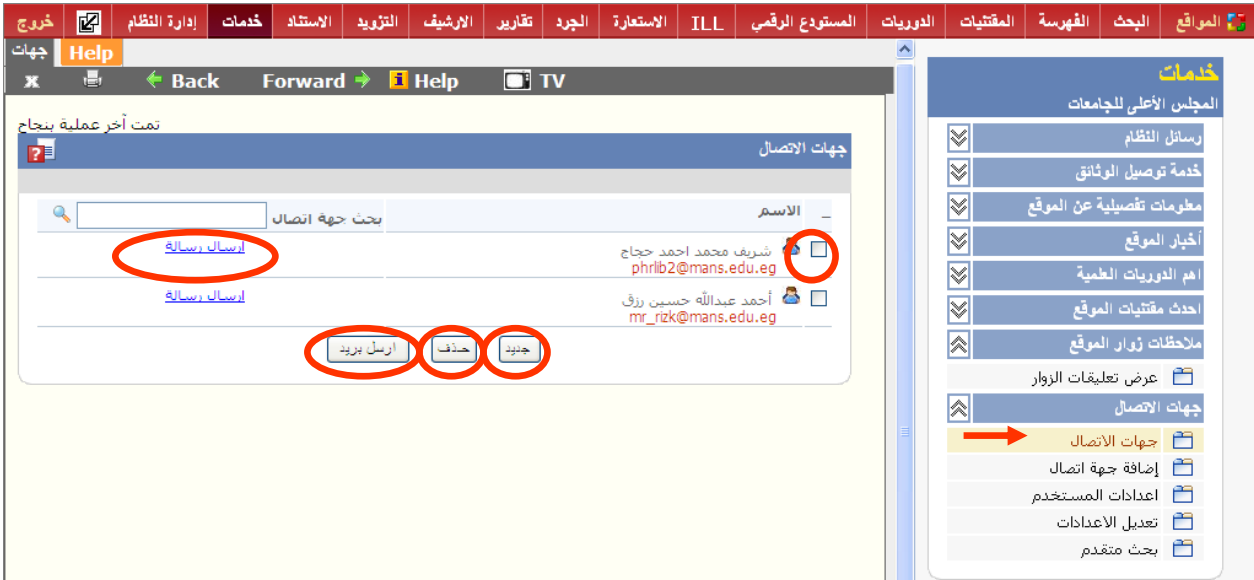 المواقع البحث الفهرسة المقتنيات الدوريات المستودع الرقمي ILL الاستعارة الجرد تقارير الارشيف التزويد الاستناد خدمات إدارة النظام خروج
جهات Help
x Back Forward Help TV
تمت آخر عملية بنجاح
جهات الاتصال
_ الاسم بحث جهة اتصال
شريف محمد احمد حجاج ارسال رسالة
phrlib2@mans.edu.eg
أحمد عبدالله حسين رزق ارسال رسالة
mr_rizk@mans.edu.eg
جديد حذف ارسل بريد
خدمات
المجلس الأعلى للجامعات
رسائل النظام
خدمة توصيل الوثائق
معلومات تفصيلية عن الموقع
أخبار الموقع
اهم الدوريات العلمية
احدث مقتنيات الموقع
ملاحظات زوار الموقع
عرض تعليقات الزوار
جهات الاتصال
جهات الاتصال
إضافة جهة اتصال
اعدادات المستخدم
تعديل الاعدادات
بحث متقدم